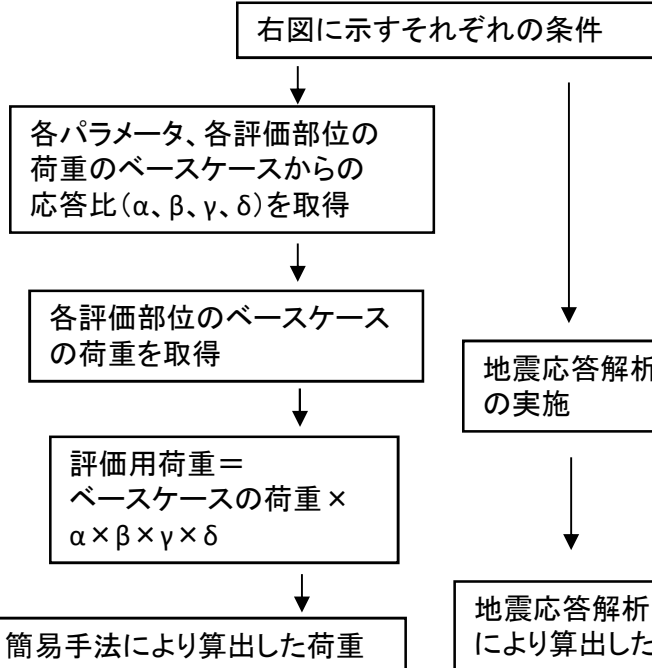 右図に示すそれぞれの条件
各パラメータ、各評価部位の
荷重のベースケースからの
応答比(α、β、γ、δ)を取得
各評価部位のベースケース
の荷重を取得
評価用荷重=
ベースケースの荷重×
α×β×γ×δ
簡易手法により算出した荷重
地震応答解析
の実施
地震応答解析
により算出した